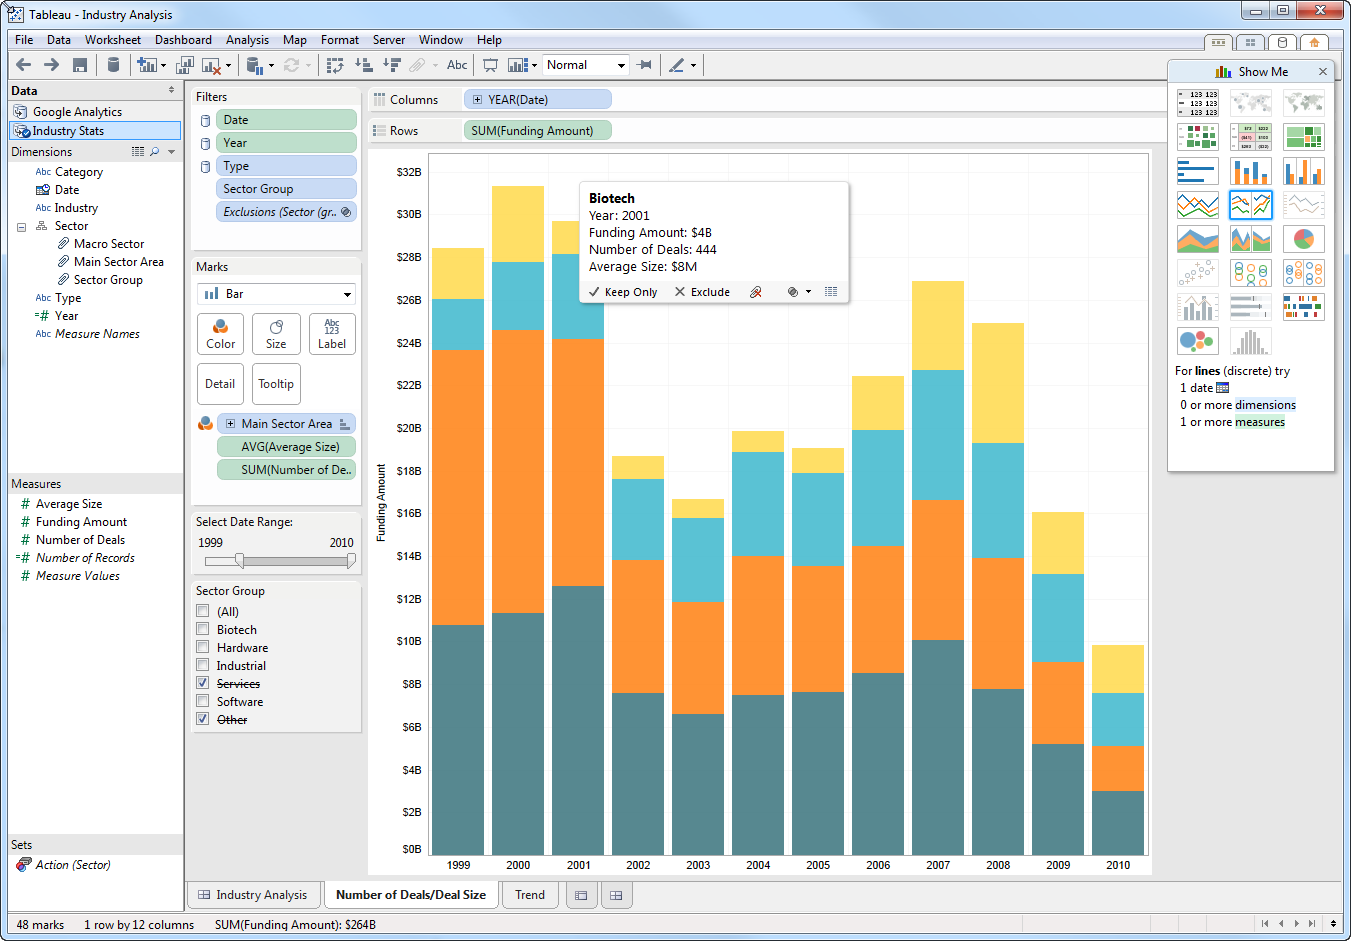 Tableau - Industry Analysis
File Data Worksheet Dashboard Analysis Map Format Server Window Help
Abc Normal
Data
Google Analytics
Industry Stats
Dimensions
Abc Category
Date
Abc Industry
Sector
Macro Sector
Main Sector Area
Sector Group
Abc Type
=# Year
Abc Measure Names
Measures
# Average Size
# Funding Amount
# Number of Deals
=# Number of Records
# Measure Values
Sets
Action (Sector)
Filters
Date
Year
Type
Sector Group
Exclusions (Sector (gr..
Marks
Bar
Color
Size
Abc
123
Label
Detail
Tooltip
Main Sector Area
AVG(Average Size)
SUM(Number of De..
Select Date Range:
1999 2010
Sector Group
(All)
Biotech
Hardware
Industrial
Services
Software
Other
Columns YEAR(Date)
Rows SUM(Funding Amount)
Funding Amount
$32B
$30B
$28B
$26B
$24B
$22B
$20B
$18B
$16B
$14B
$12B
$10B
$8B
$6B
$4B
$2B
$0B
1999 2000 2001 2002 2003 2004 2005 2006 2007 2008 2009 2010
Biotech
Year: 2001
Funding Amount: $4B
Number of Deals: 444
Average Size: $8M
Keep Only Exclude
Show Me
123 123
123 123
123 123
For lines (discrete) try
1 date
0 or more dimensions
1 or more measures
Industry Analysis Number of Deals/Deal Size Trend
48 marks 1 row by 12 columns SUM(Funding Amount): $264B